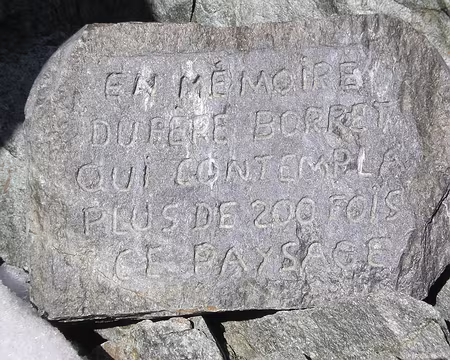 EN MÉMOIRE
DU PÈRE BORRET
QUI CONTEMPLA
PLUS DE 200 FOIS
CE PAYSAGE